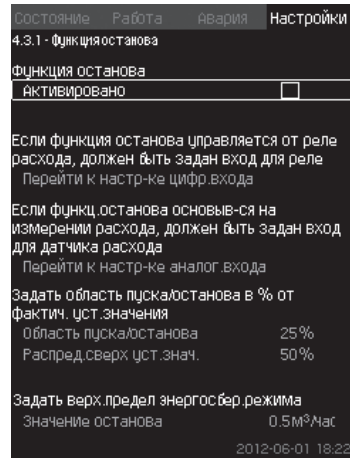 Состояние Работа Авария Настройки
4.3.1 - Функция останова
Функция останова
Активировано
Если функция останова управляется от реле
расхода, должен быть задан вход для реле
Перейти к настр-ке цифр.входа
Если функц.останова основыв-ся на
измерении расхода, должен быть задан вход
для датчика расхода
Перейти к настр-ке аналог.входа
Задать область пуска/останова в % от
фактич. уст.значения
Область пуска/останова 25%
Распред.сверх уст.знач. 50%
Задать верх.предел энергосбер.режима
Значение останова 0.5м³/час
2012-06-01 18:22